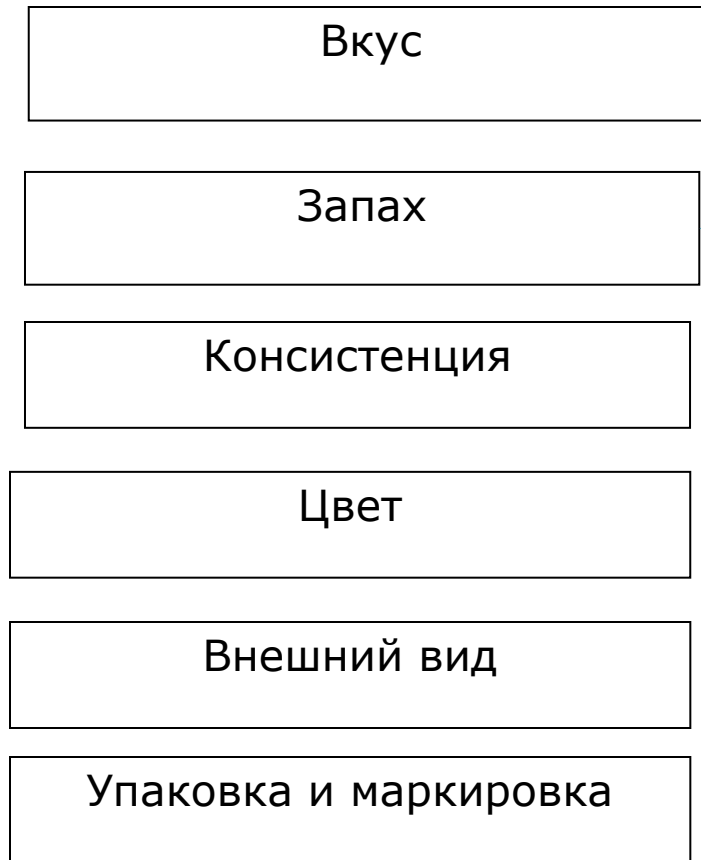 Вкус
Запах
Консистенция
Цвет
Внешний вид
Упаковка и маркировка